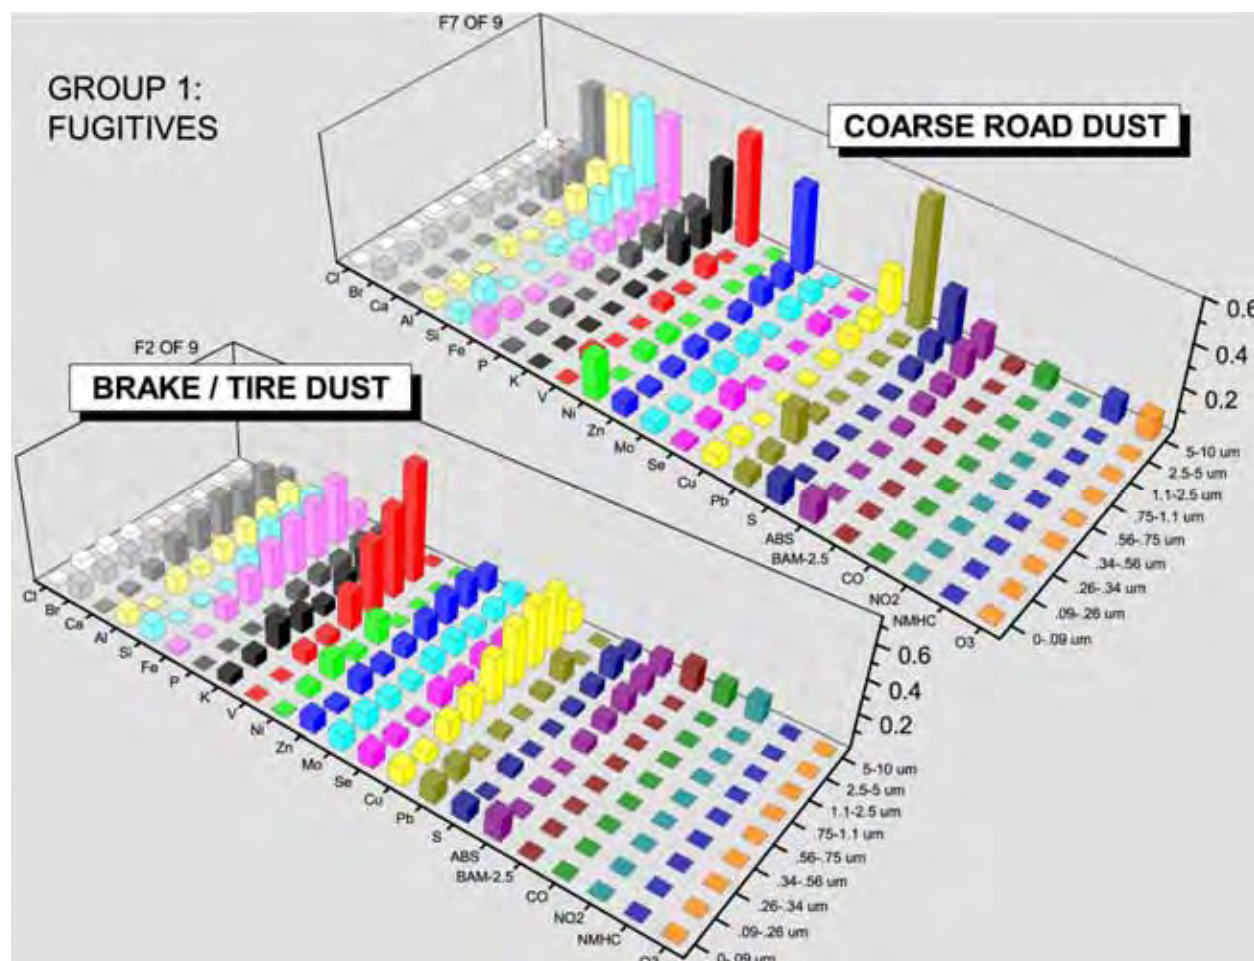 GROUP 1:
FUGITIVES
F7 OF 9
COARSE ROAD DUST
0.6
0.4
0.2
Cl
Br
Ca
Al
Si
Fe
P
K
V
Ni
Zn
Mo
Se
Cu
Pb
S
ABS
BAM-2.5
CO
NO2
NMHC
O3
5-10 um
2.5-5 um
1.1-2.5 um
.75-1.1 um
.56-.75 um
.34-.56 um
.26-.34 um
.09-.26 um
0-.09 um
F2 OF 9
BRAKE / TIRE DUST
0.6
0.4
0.2
Cl
Br
Ca
Al
Si
Fe
P
K
V
Ni
Zn
Mo
Se
Cu
Pb
S
ABS
BAM-2.5
CO
NO2
NMHC
O3
5-10 um
2.5-5 um
1.1-2.5 um
.75-1.1 um
.56-.75 um
.34-.56 um
.26-.34 um
.09-.26 um
0-.09 um